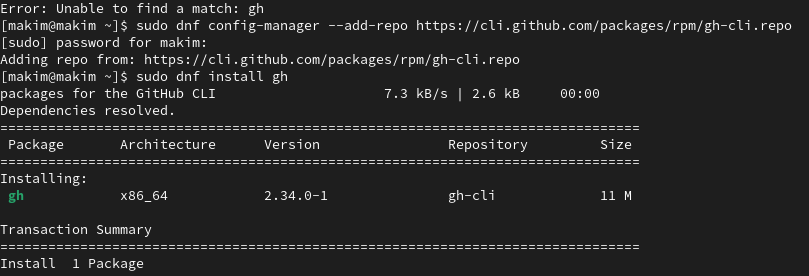 Error: Unable to find a match: gh
[makim@makim ~]$ sudo dnf config-manager --add-repo https://cli.github.com/packages/rpm/gh-cli.repo
[sudo] password for makim:
Adding repo from: https://cli.github.com/packages/rpm/gh-cli.repo
[makim@makim ~]$ sudo dnf install gh
packages for the GitHub CLI                     7.3 kB/s | 2.6 kB     00:00
Dependencies resolved.
================================================================================
 Package       Architecture      Version                Repository         Size
================================================================================
Installing:
 gh            x86_64            2.34.0-1               gh-cli             11 M

Transaction Summary
================================================================================
Install  1 Package